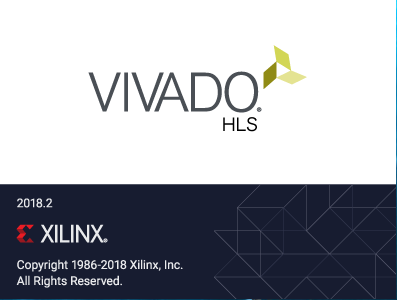 VIVADO®
HLS
2018.2
XILINX®
Copyright 1986-2018 Xilinx, Inc.
All Rights Reserved.